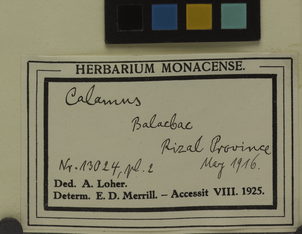 HERBARIUM MONACENSE.
Calamus
Balacbac
Rizal Province
Nr. 13024, pl. 2 May 1916.
Ded. A. Loher.
Determ. E. D. Merrill. – Accessit VIII. 1925.